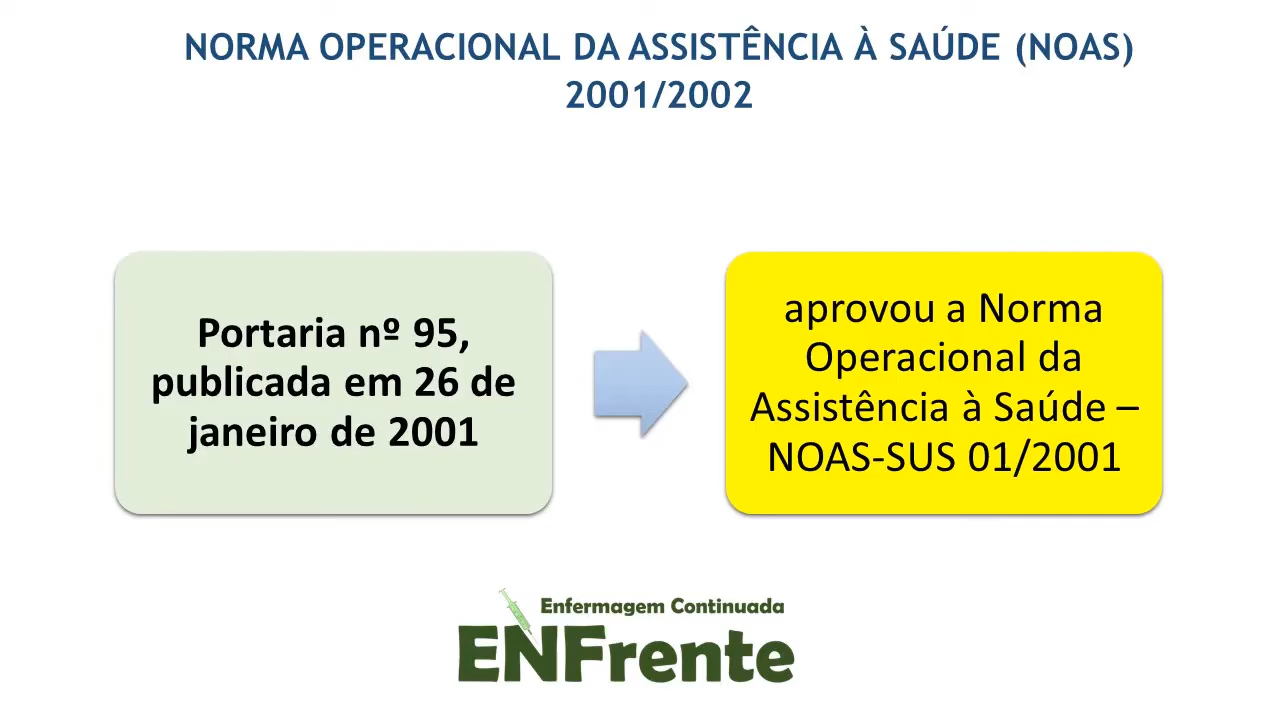 NORMA OPERACIONAL DA ASSISTÊNCIA À SAÚDE (NOAS)
2001/2002
Portaria nº 95,
publicada em 26 de
janeiro de 2001
aprovou a Norma
Operacional da
Assistência à Saúde –
NOAS-SUS 01/2001
Enfermagem Continuada
ENFrente